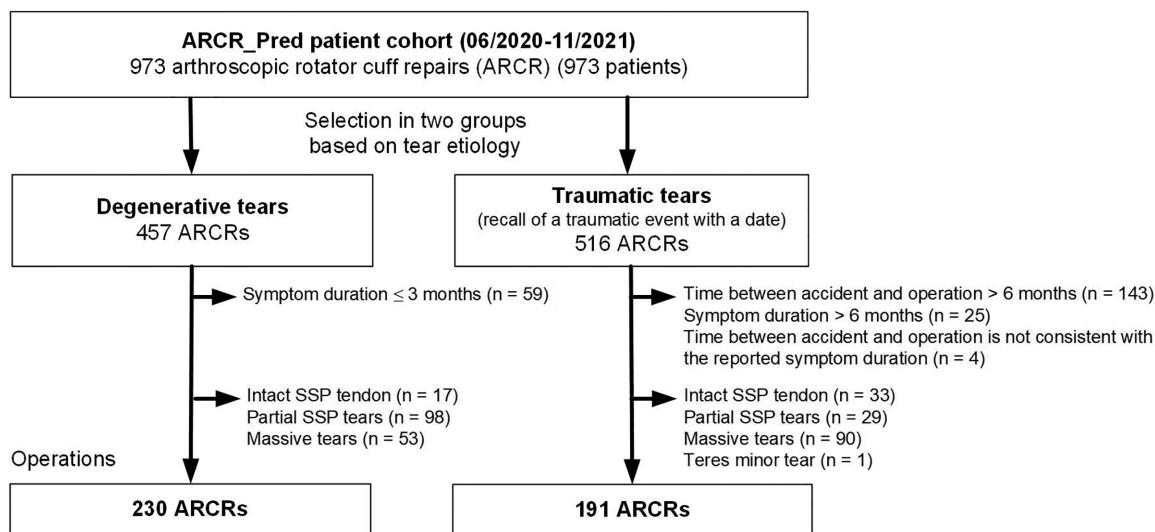 ARCR_Pred patient cohort (06/2020-11/2021)
973 arthroscopic rotator cuff repairs (ARCR) (973 patients)
Selection in two groups
based on tear etiology
Degenerative tears
457 ARCRs
Traumatic tears
(recall of a traumatic event with a date)
516 ARCRs
Symptom duration ≤ 3 months (n = 59)
Time between accident and operation > 6 months (n = 143)
Symptom duration > 6 months (n = 25)
Time between accident and operation is not consistent with
the reported symptom duration (n = 4)
Intact SSP tendon (n = 17)
Partial SSP tears (n = 98)
Massive tears (n = 53)
Intact SSP tendon (n = 33)
Partial SSP tears (n = 29)
Massive tears (n = 90)
Teres minor tear (n = 1)
Operations
230 ARCRs
191 ARCRs